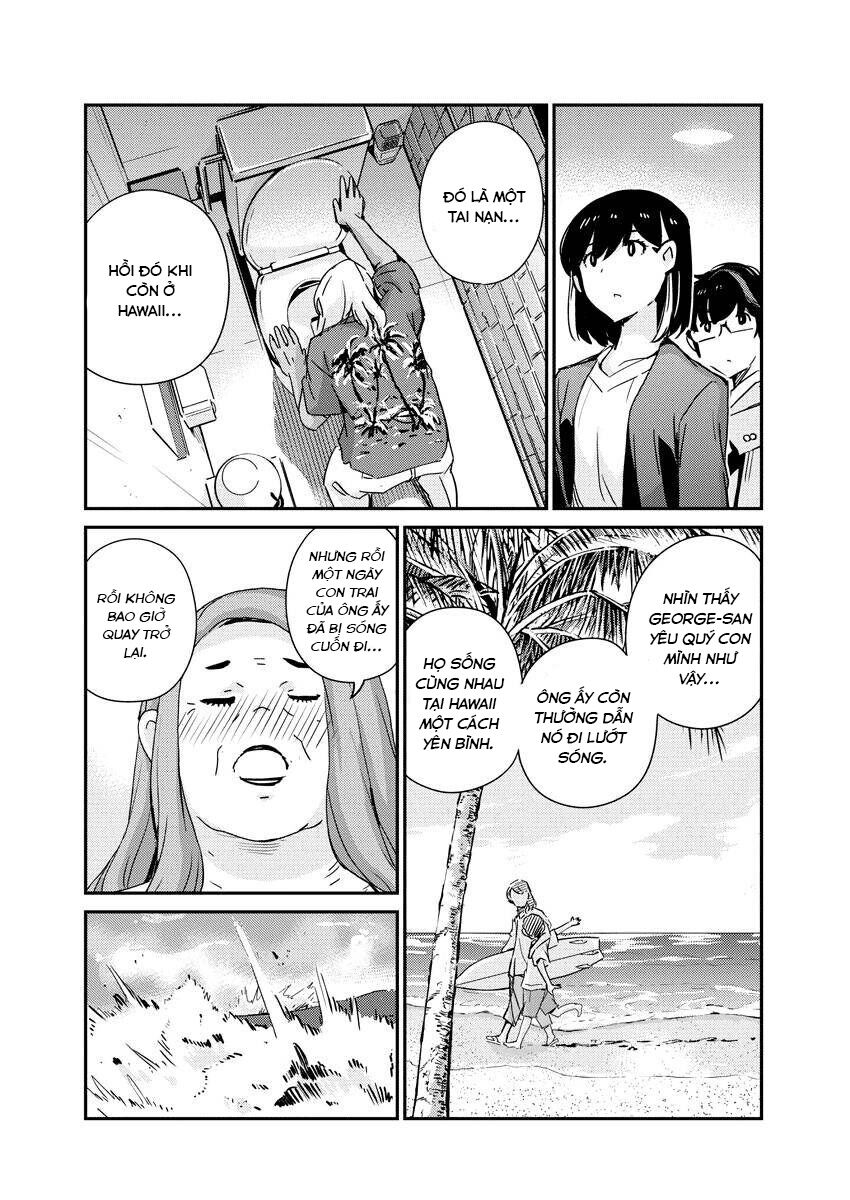 ĐÓ LÀ MỘT
TAI NẠN...
HỒI ĐÓ KHI
CÒN Ở
HAWAII...
NHÌN THẤY
GEORGE-SAN
YÊU QUÝ CON
MÌNH NHƯ
VẬY...
ÔNG ẤY CÒN
THƯỜNG DẪN
NÓ ĐI LƯỚT
SÓNG.
HỌ SỐNG
CÙNG NHAU
TẠI HAWAII
MỘT CÁCH
YÊN BÌNH.
NHƯNG RỒI
MỘT NGÀY
CON TRAI
CỦA ÔNG ẤY
ĐÃ BỊ SÓNG
CUỐN ĐI...
RỒI KHÔNG
BAO GIỜ
QUAY TRỞ
LẠI.